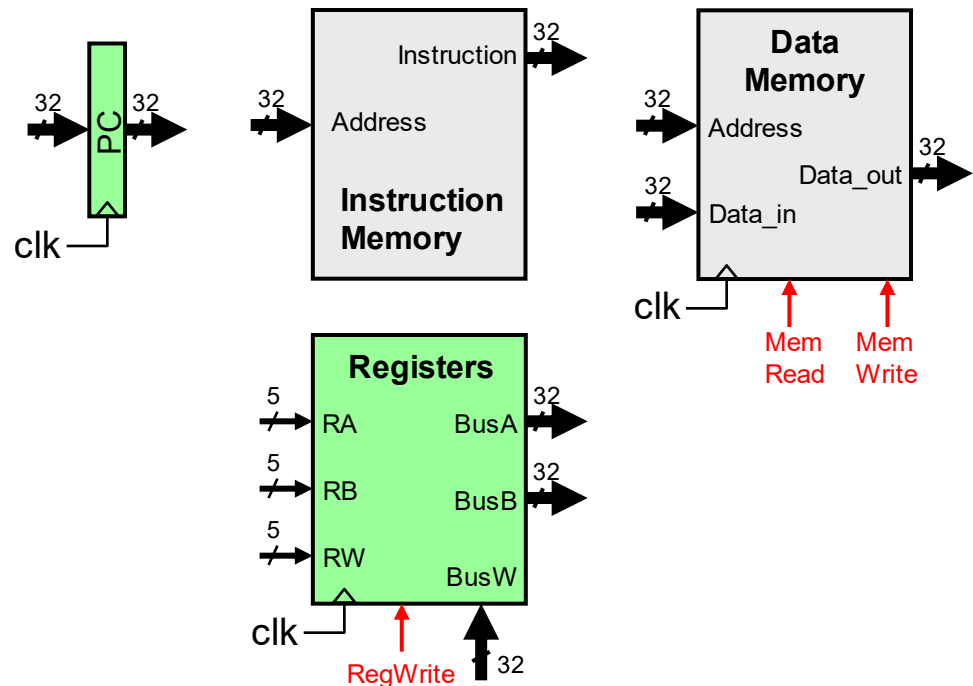 32
32
PC
clk
32
Instruction
32
Address
Instruction
Memory
Data
Memory
32
Address
32
Data_out
32
Data_in
clk
Mem
Read
Mem
Write
Registers
5
RA
32
BusA
5
RB
32
BusB
5
RW
BusW
clk
RegWrite
32